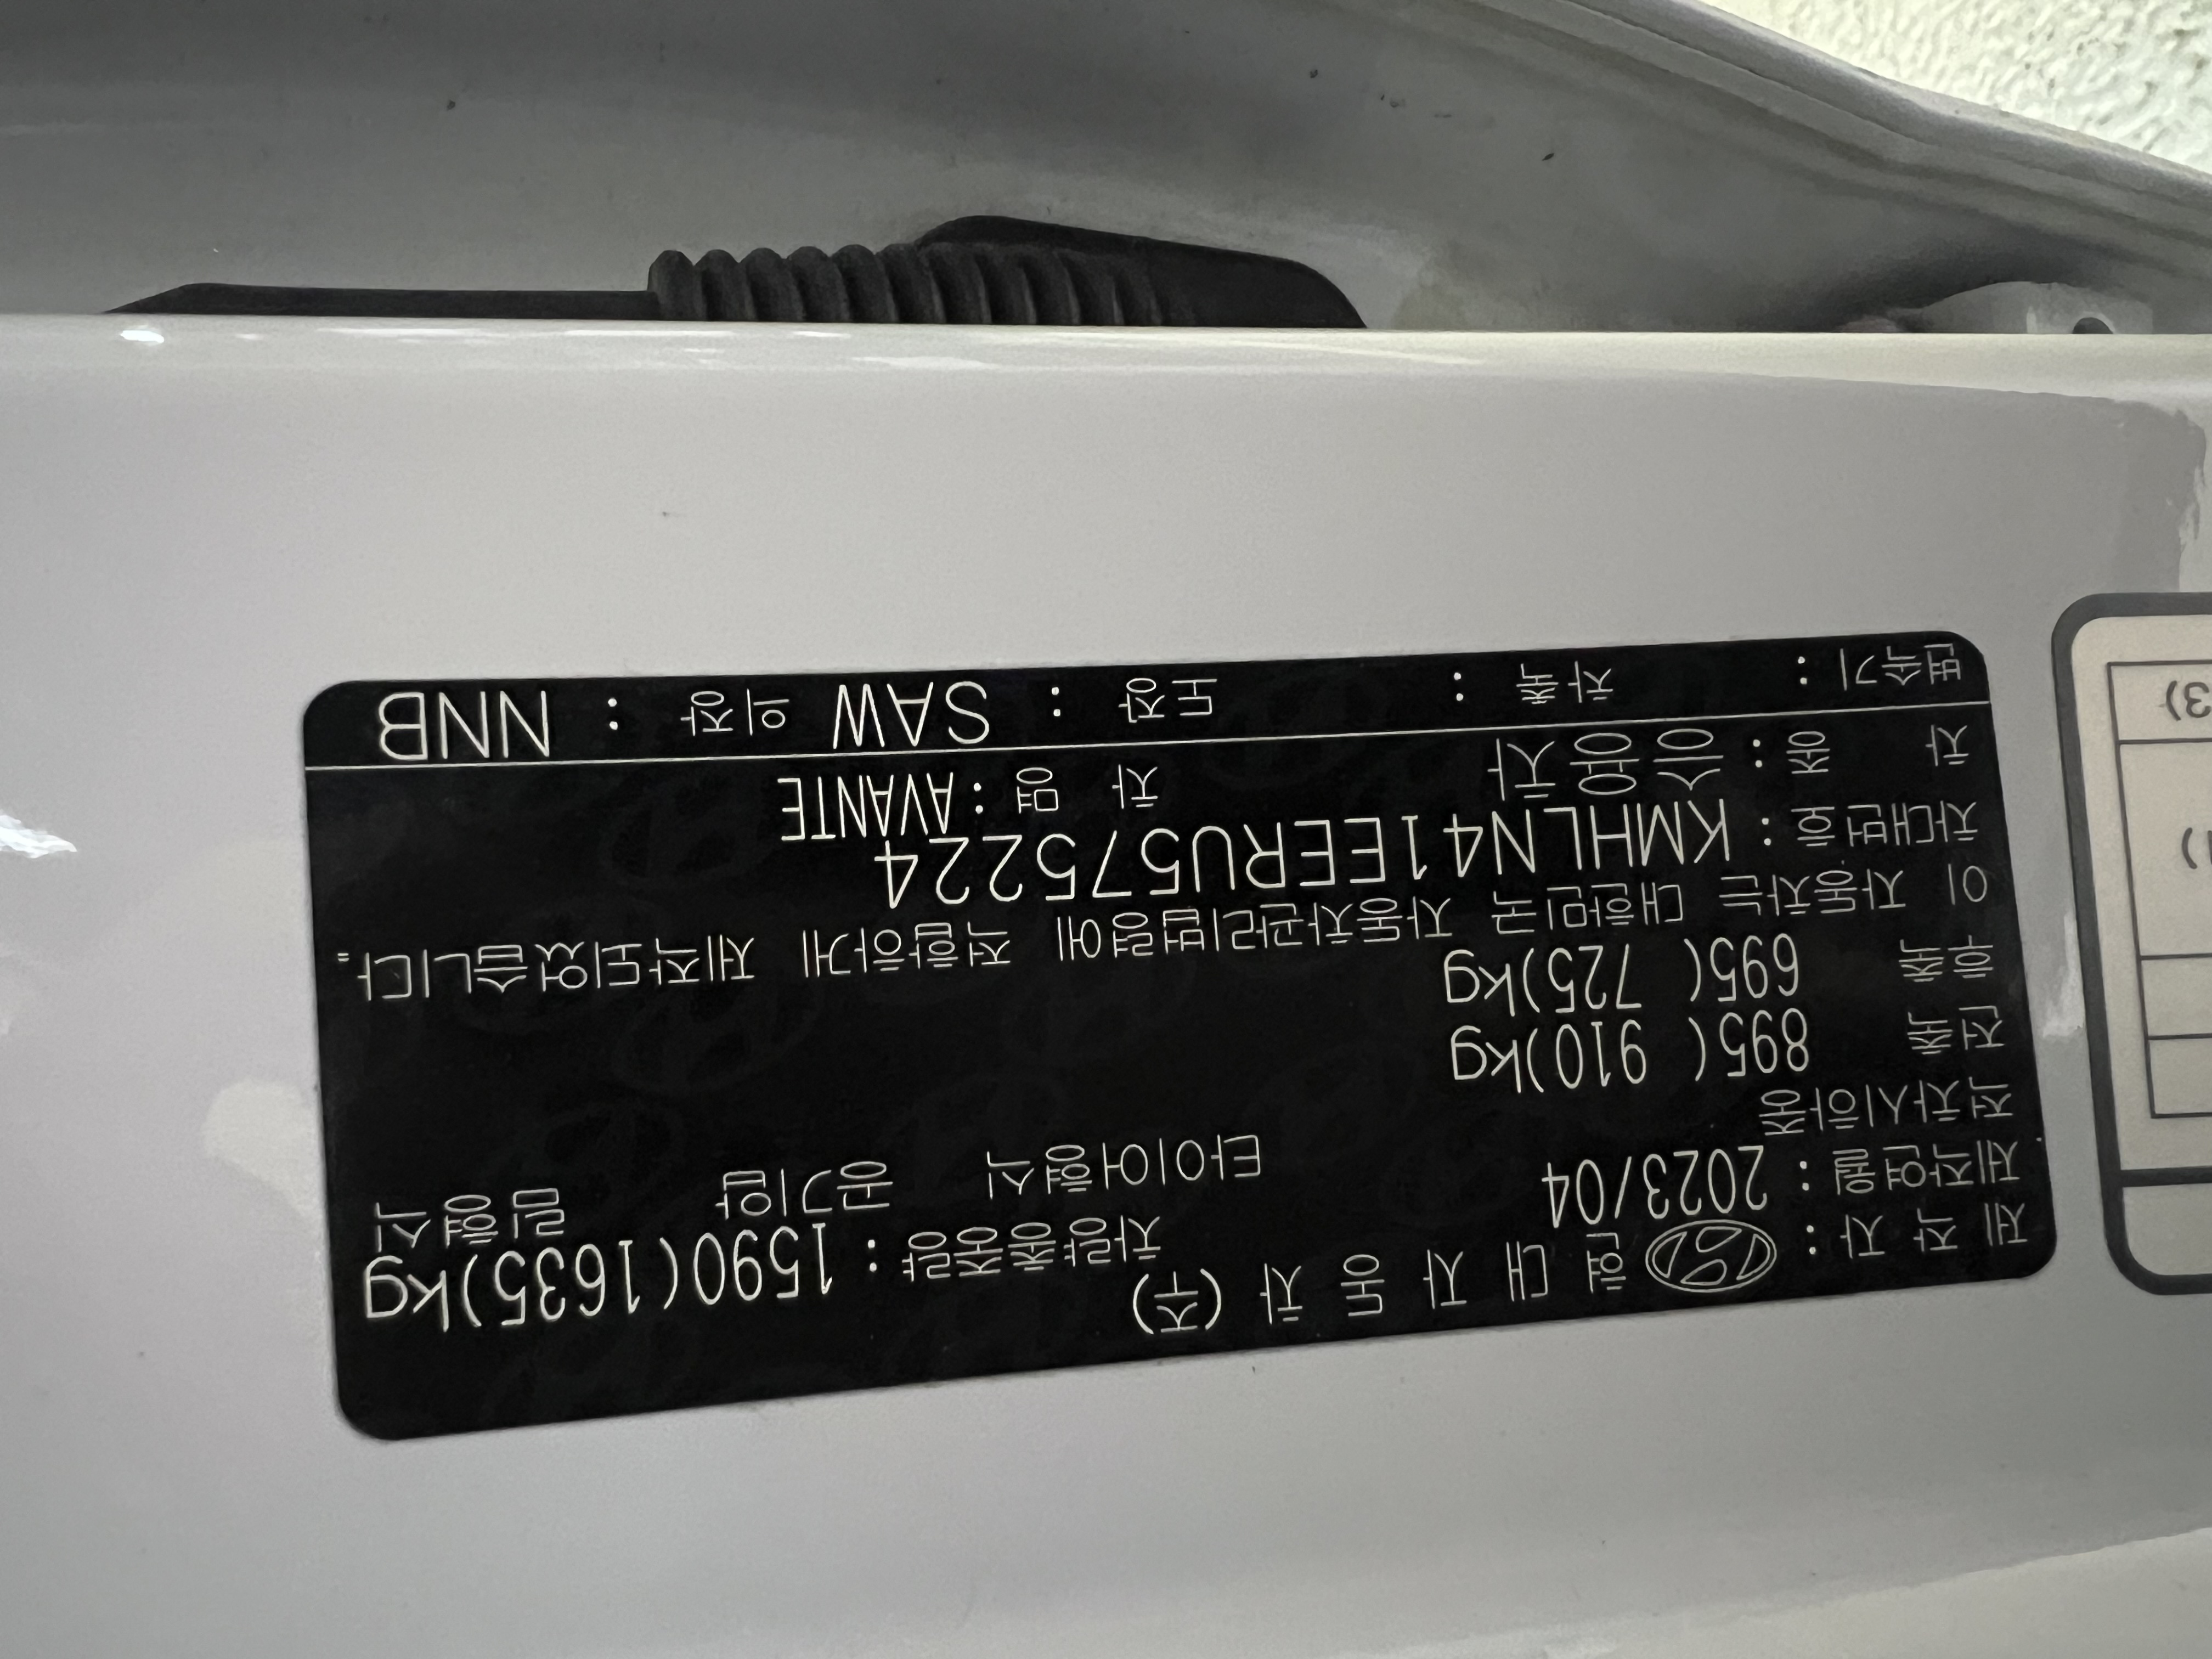 제 작 자 : 현 대 자 동 차 (주)
제작연월 : 2023/04 차량총중량 : 1590(1635)kg
적차시하중 타이어형식 공기압 림형식
전 축 895( 910)kg
후 축 695( 725)kg
이 자동차는 대한민국 자동차관리법령에 적합하게 제작되었습니다.
차대번호 : KMHLN41EERU575224
차 종 : 승용차 차 명 : AVANTE
변속기 : 차축 : 도장 : SAW 의장 : NNB